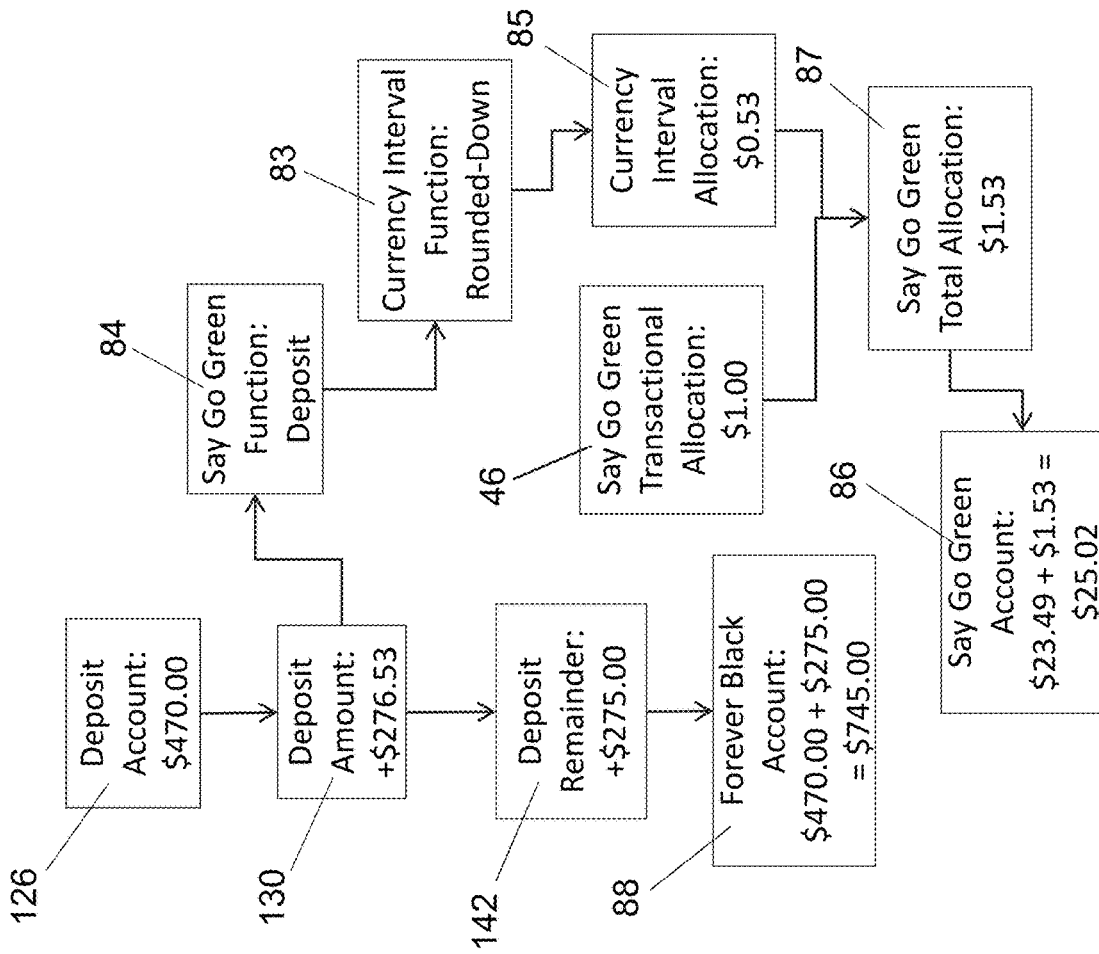 126
Deposit
Account:
$470.00
130
Deposit
Amount:
+$276.53
142
Deposit
Remainder:
+$275.00
88
Forever Black
Account:
$470.00 + $275.00
= $745.00
84
Say Go Green
Function:
Deposit
83
Currency Interval
Function:
Rounded-Down
85
Currency
Interval
Allocation:
$0.53
46
Say Go Green
Transactional
Allocation:
$1.00
87
Say Go Green
Total Allocation:
$1.53
86
Say Go Green
Account:
$23.49 + $1.53 =
$25.02